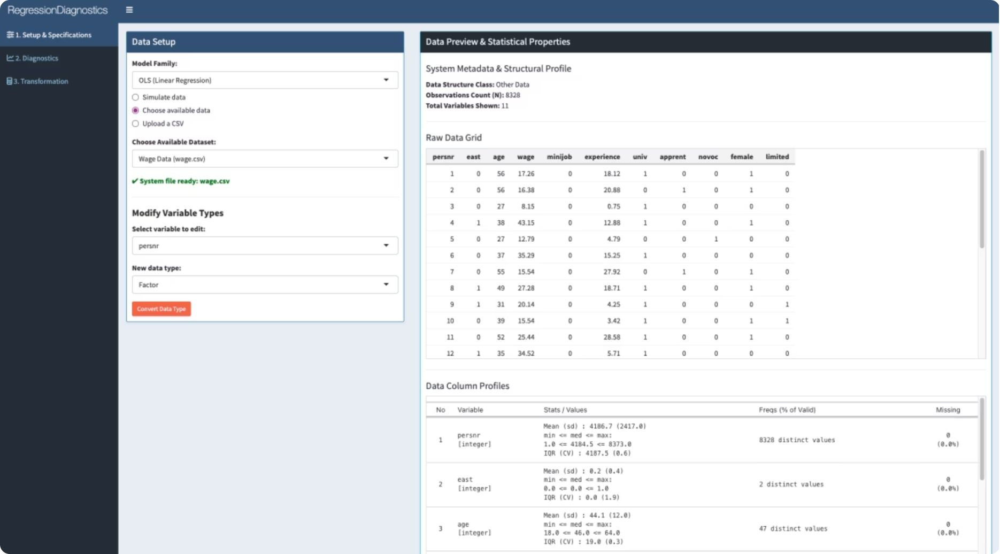 RegressionDiagnostics
1. Setup & Specifications
2. Diagnostics
3. Transformation
Data Setup
Model Family:
OLS (Linear Regression)
Simulate data
Choose available data
Upload a CSV
Choose Available Dataset:
Wage Data (wage.csv)
✔ System file ready: wage.csv
Modify Variable Types
Select variable to edit:
persnr
New data type:
Factor
Convert Data Type
Data Preview & Statistical Properties
System Metadata & Structural Profile
Data Structure Class: Other Data
Observations Count (N): 8328
Total Variables Shown: 11
Raw Data Grid
persnr east age wage minijob experience univ apprent novoc female limited
1 0 56 17.26 0 18.12 1 0 0 1 0
2 0 56 16.38 0 20.88 0 1 0 1 0
3 0 27 8.15 0 0.75 1 0 0 0 0
4 1 38 43.15 0 12.88 1 0 0 1 0
5 0 27 12.79 0 4.79 0 0 1 0 0
6 0 37 35.29 0 15.25 1 0 0 0 0
7 0 55 15.54 0 27.92 0 1 0 1 0
8 1 49 27.28 0 18.71 1 0 0 1 0
9 1 31 20.14 0 4.25 1 0 0 0 1
10 0 39 15.54 0 3.42 1 0 0 1 1
11 0 52 25.44 0 28.58 1 0 0 1 0
12 1 35 34.52 0 5.71 1 0 0 0 0
Data Column Profiles
No Variable Stats / Values Freqs (% of Valid) Missing
1 persnr [integer] Mean (sd) : 4186.7 (2417.0)
min <= med <= max:
1.0 <= 4184.5 <= 8373.0
IQR (CV) : 4187.5 (0.6)
8328 distinct values
0
(0.0%)
2 east [integer] Mean (sd) : 0.2 (0.4)
min <= med <= max:
0.0 <= 0.0 <= 1.0
IQR (CV) : 0.0 (1.9)
2 distinct values
0
(0.0%)
3 age [integer] Mean (sd) : 44.1 (12.0)
min <= med <= max:
18.0 <= 46.0 <= 64.0
IQR (CV) : 19.0 (0.3)
47 distinct values
0
(0.0%)